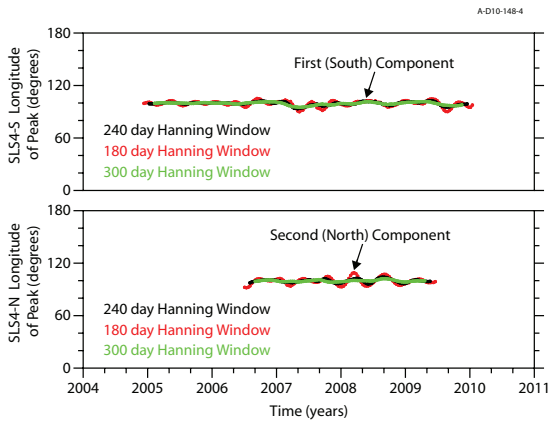 A-D10-148-4
180
120
60
0
SLS4-S Longitude
of Peak (degrees)
First (South) Component
240 day Hanning Window
180 day Hanning Window
300 day Hanning Window
180
120
60
0
SLS4-N Longitude
of Peak (degrees)
Second (North) Component
240 day Hanning Window
180 day Hanning Window
300 day Hanning Window
2004 2005 2006 2007 2008 2009 2010 2011
Time (years)